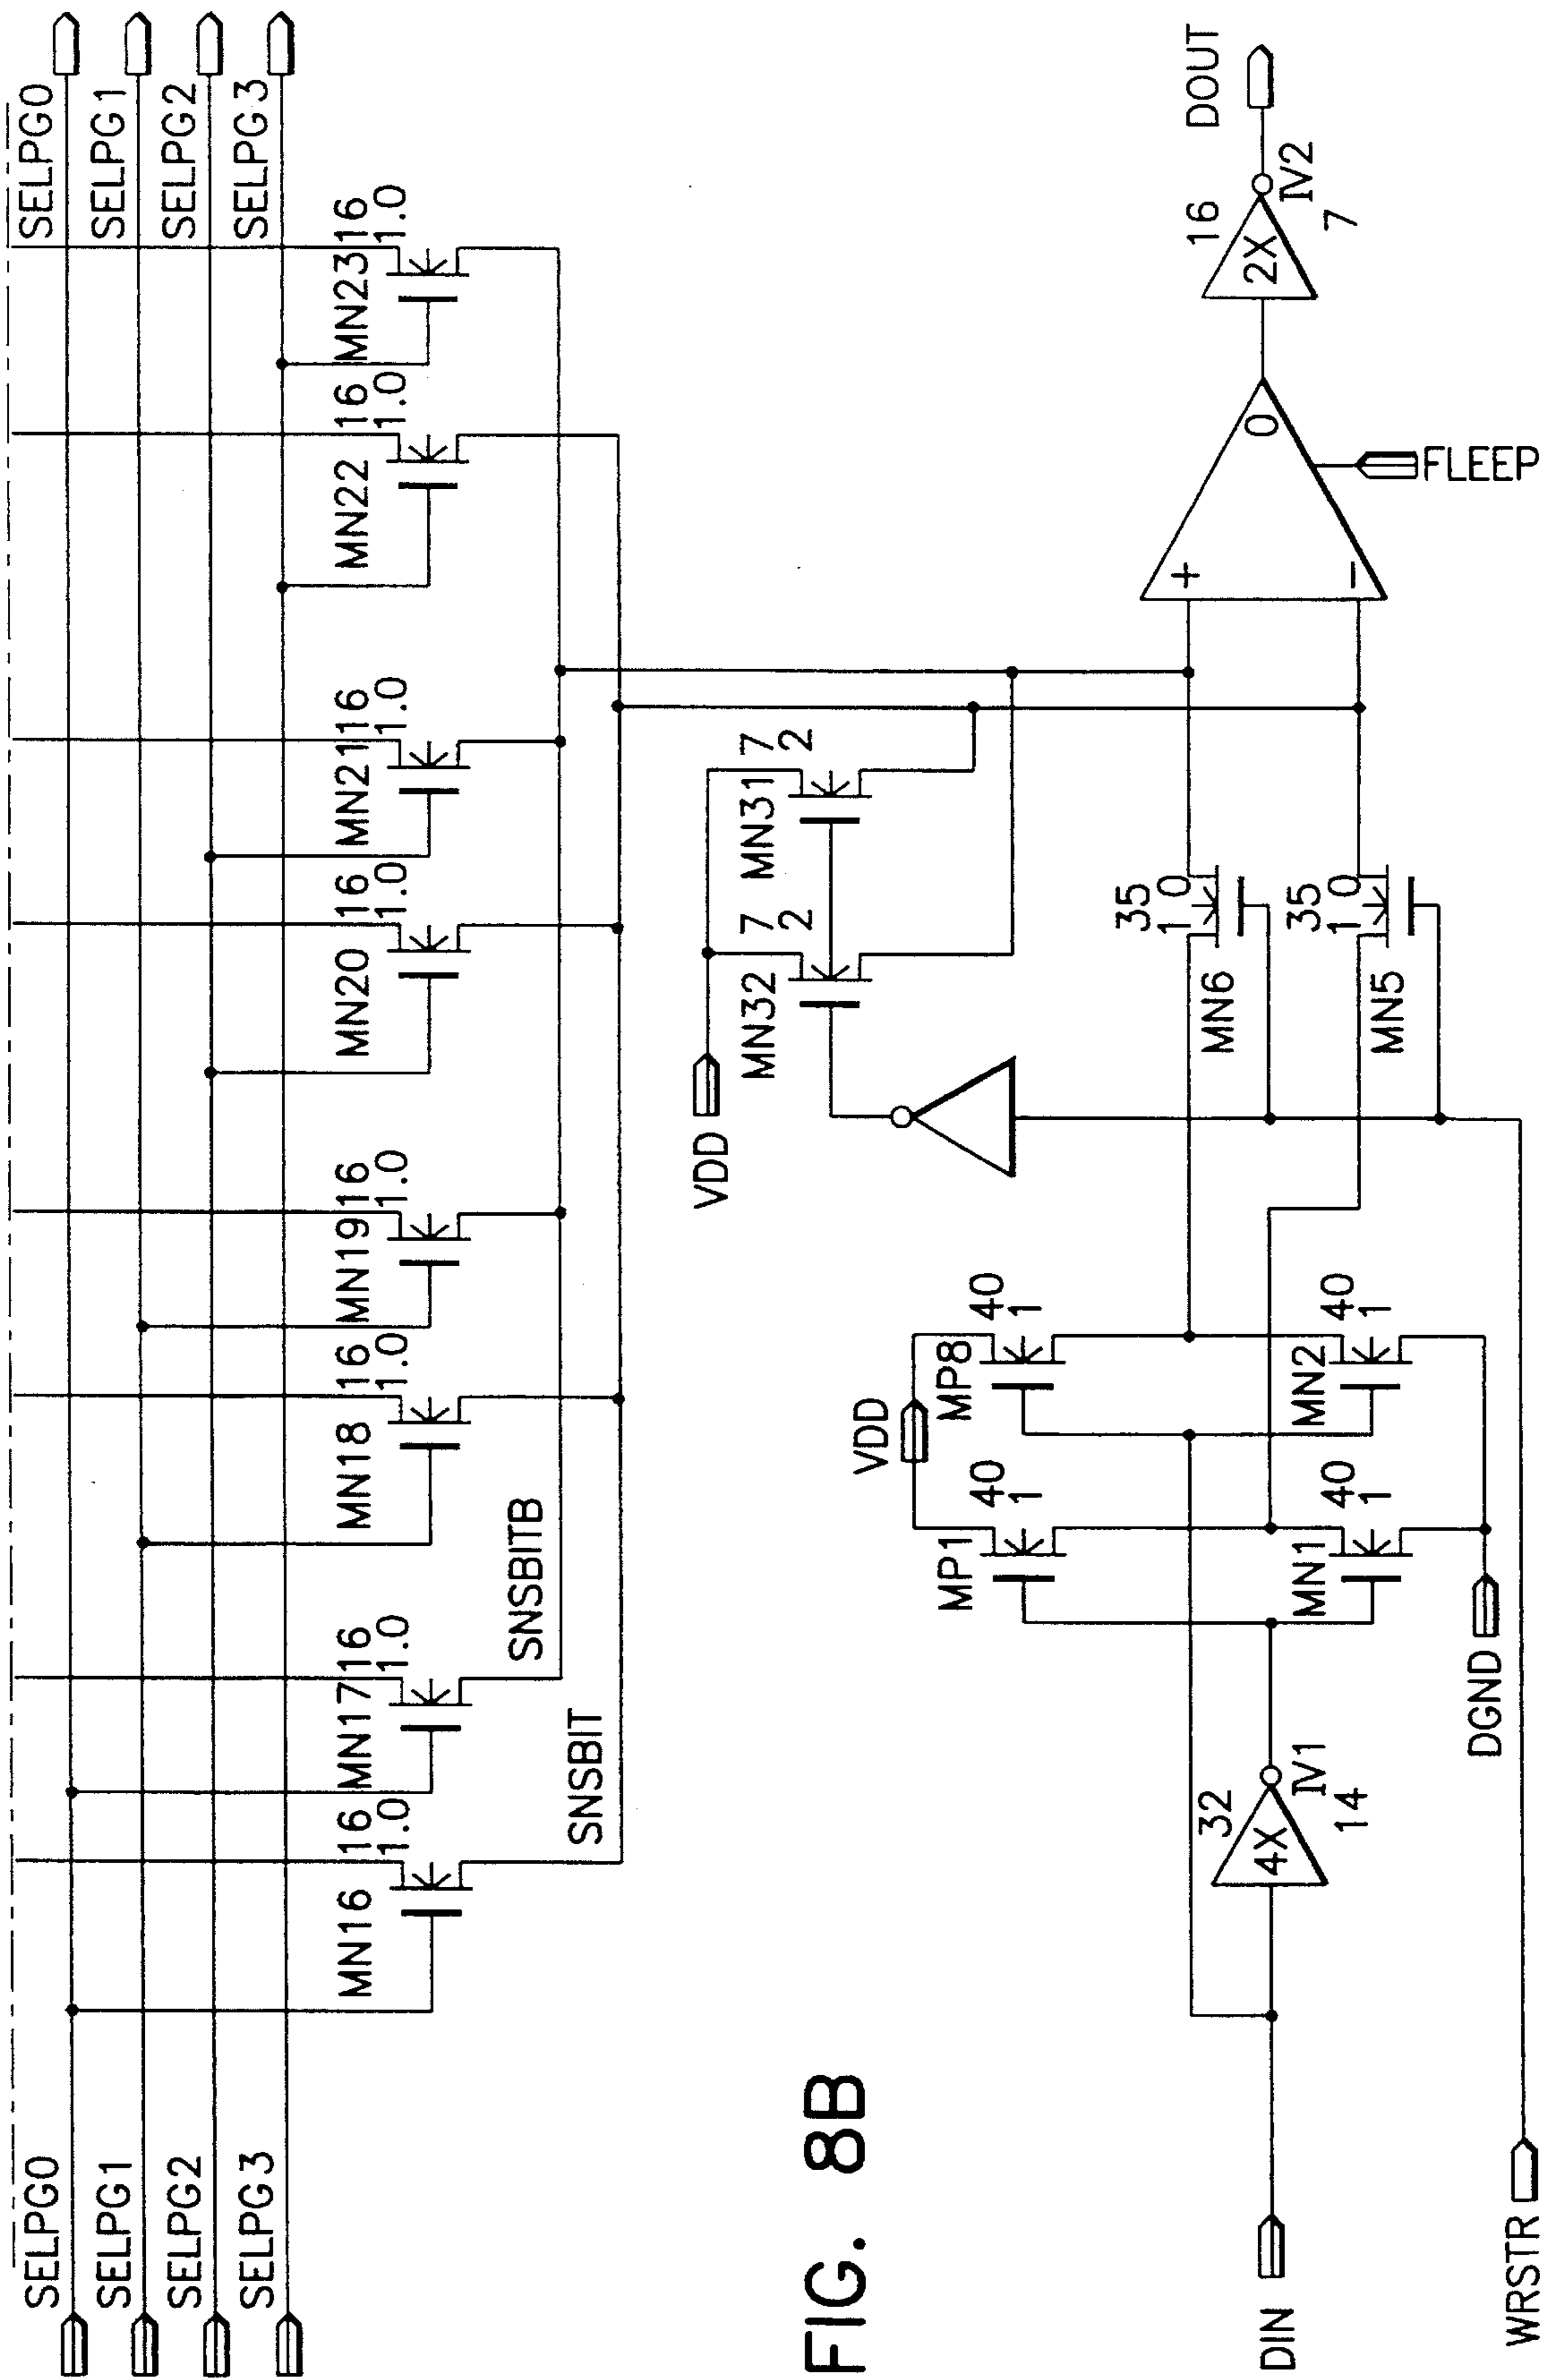 SELPG0
SELPG1
SELPG2
SELPG3
SELPG0
SELPG1
SELPG2
SELPG3
MN16
16
1.0
MN17
16
1.0
MN18
16
1.0
MN19
16
1.0
MN20
16
1.0
MN21
16
1.0
MN22
16
1.0
MN23
16
1.0
SNSBITB
SNSBIT
VDD
MN32
7
2
MN31
7
2
VDD
MP1
40
1
MP8
40
1
MN1
40
1
MN2
40
1
DGND
MN6
35
1 0
MN5
35
1 0
DIN
4X
32
IV1
14
WRSTR
+
−
0
FLEEP
2X
16
IV2
7
DOUT
FIG. 8B